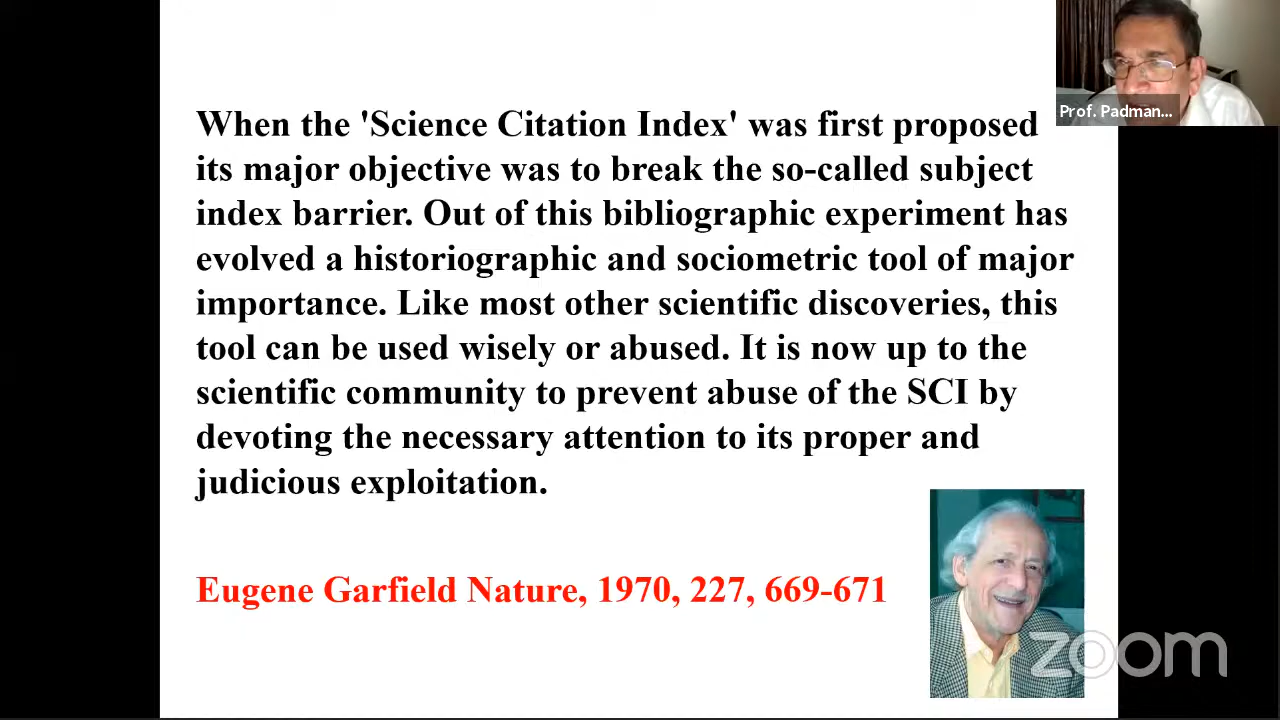 When the 'Science Citation Index' was first proposed
its major objective was to break the so-called subject
index barrier. Out of this bibliographic experiment has
evolved a historiographic and sociometric tool of major
importance. Like most other scientific discoveries, this
tool can be used wisely or abused. It is now up to the
scientific community to prevent abuse of the SCI by
devoting the necessary attention to its proper and
judicious exploitation.
Eugene Garfield Nature, 1970, 227, 669-671
Prof. Padman...
zoom